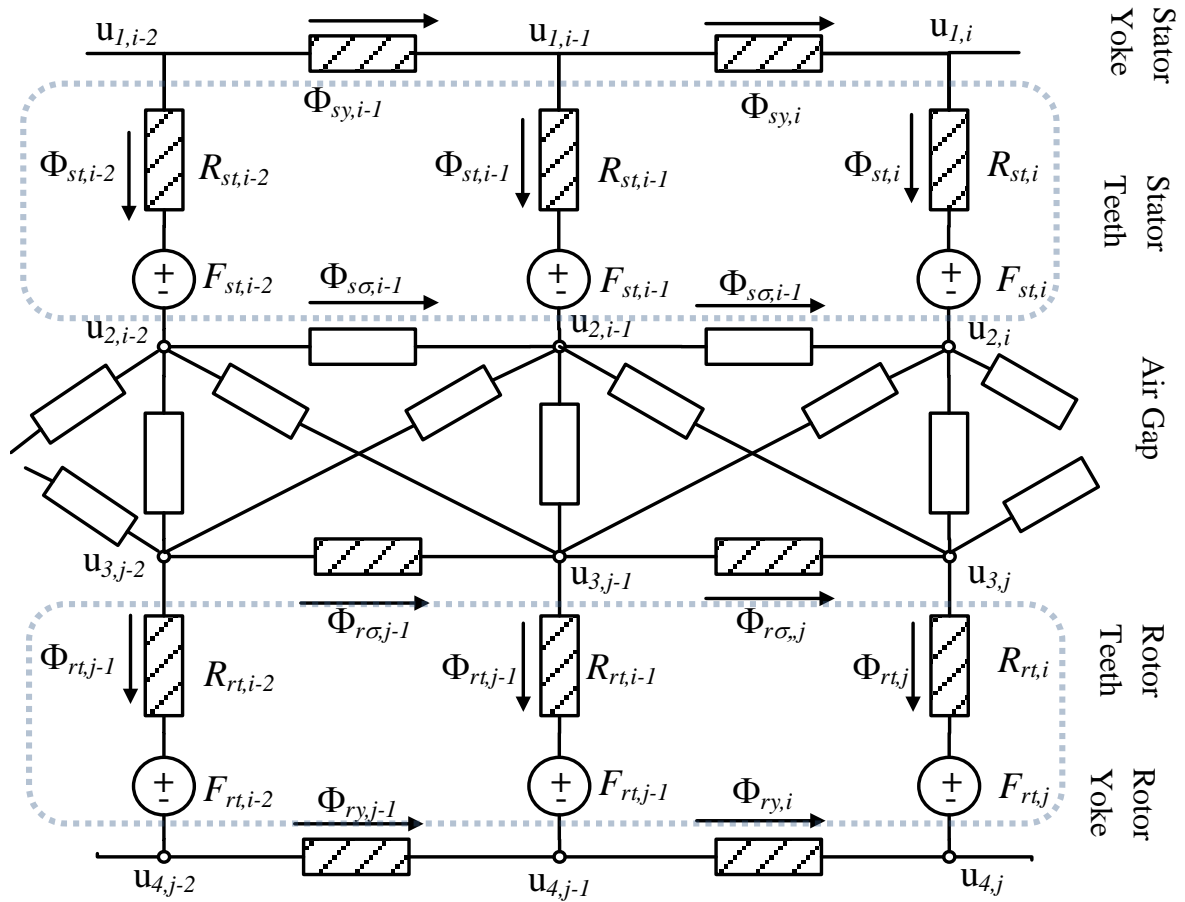 u1,i-2
u1,i-1
u1,i
Stator Yoke
Φsy,i-1
Φsy,i
Φst,i-2
Rst,i-2
Φst,i-1
Rst,i-1
Φst,i
Rst,i
Stator Teeth
+
-
Fst,i-2
Φsσ,i-1
+
-
Fst,i-1
Φsσ,i-1
+
-
Fst,i
u2,i-2
u2,i-1
u2,i
Air Gap
u3,j-2
u3,j-1
u3,j
Φrσ,j-1
Φrσ,,j
Φrt,j-1
Rrt,i-2
Φrt,j-1
Rrt,i-1
Φrt,j
Rrt,i
Rotor Teeth
+
-
Frt,i-2
Φry,j-1
+
-
Frt,j-1
Φry,i
+
-
Frt,j
Rotor Yoke
u4,j-2
u4,j-1
u4,j